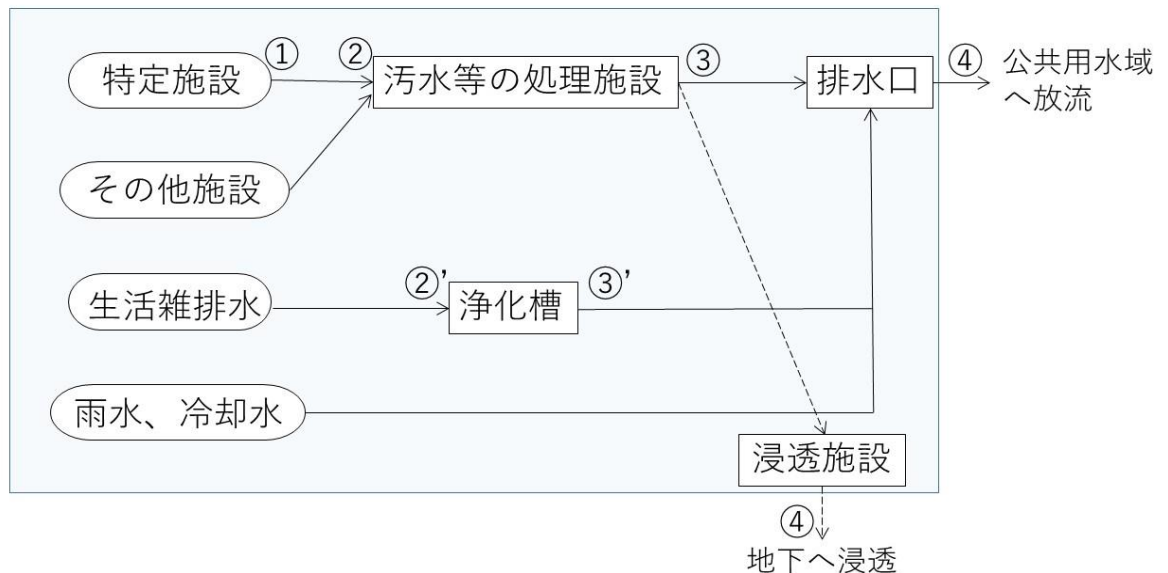 特定施設
①
②
汚水等の処理施設
③
排水口
④
公共用水域
へ放流
その他施設
生活雑排水
②’
浄化槽
③’
雨水、冷却水
浸透施設
④
地下へ浸透